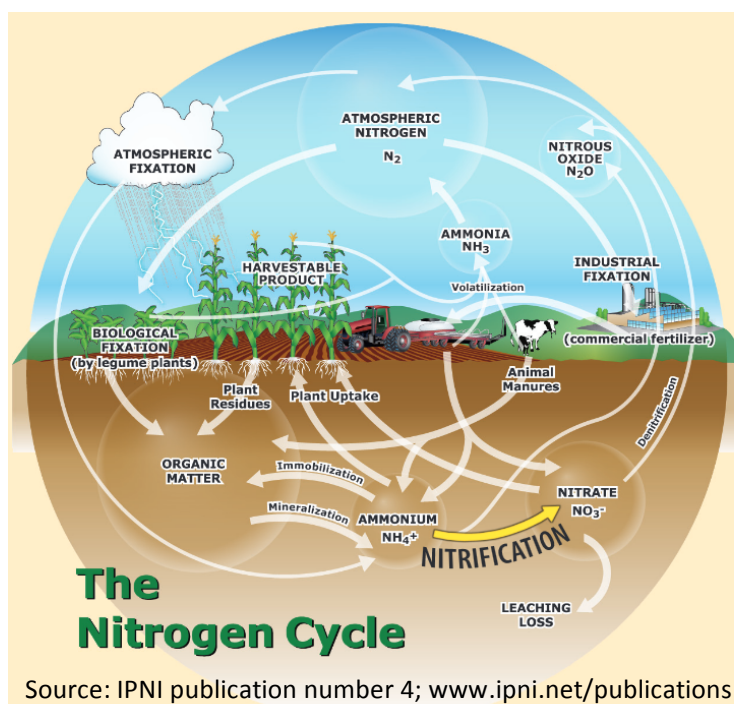 ATMOSPHERIC
NITROGEN
N₂
ATMOSPHERIC
FIXATION
NITROUS
OXIDE
N₂O
AMMONIA
NH₃
HARVESTABLE
PRODUCT
Volatilization
INDUSTRIAL
FIXATION
(commercial fertilizer)
BIOLOGICAL
FIXATION
(by legume plants)
Plant
Residues
Plant Uptake
Animal
Manures
Denitrification
ORGANIC
MATTER
Immobilization
Mineralization
AMMONIUM
NH₄⁺
NITRIFICATION
NITRATE
NO₃⁻
LEACHING
LOSS
The
Nitrogen Cycle
Source: IPNI publication number 4; www.ipni.net/publications